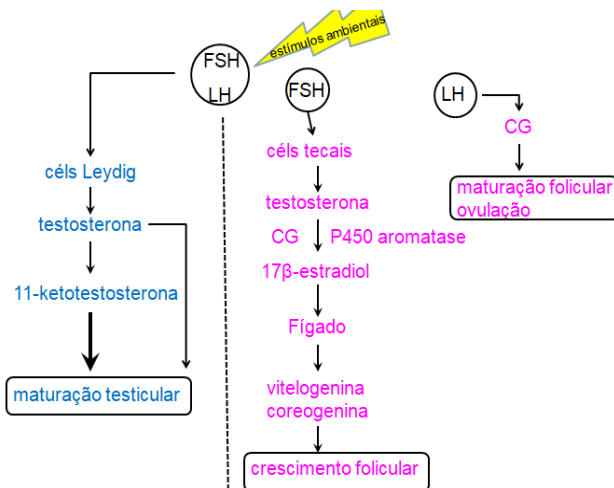 estímulos ambientais
FSH
LH
céls Leydig
testosterona
11-ketotestosterona
maturação testicular
FSH
céls tecais
testosterona
CG P450 aromatase
17β-estradiol
Fígado
vitelogenina
coreogenina
crescimento folicular
LH
CG
maturação folicular
ovulação